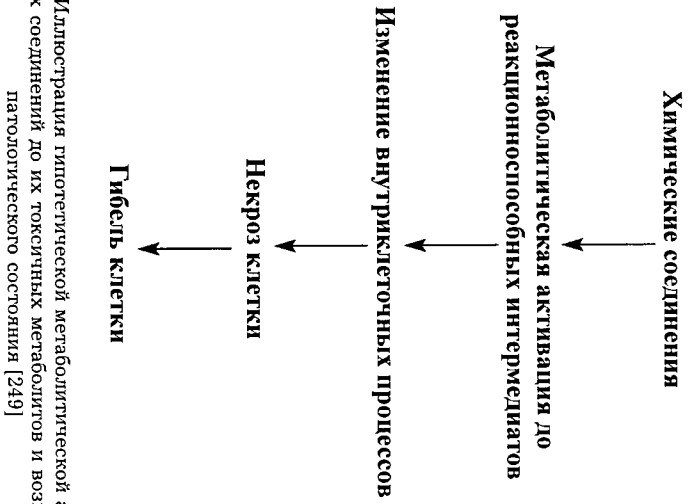 Химические соединения
Метаболитическая активация до
реакционноспособных интермедиатов
Изменение внутриклеточных процессов
Некроз клетки
Гибель клетки
Иллюстрация гипотетической метаболитической
соединений до их токсичных метаболитов и
патологического состояния [249]